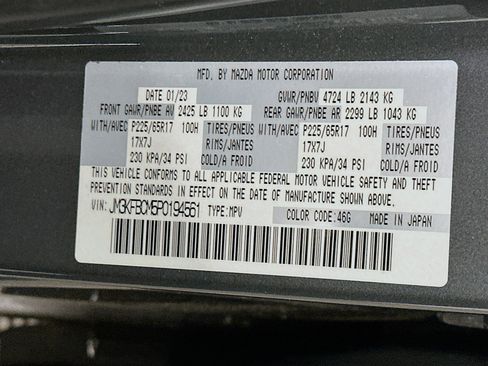 MFD. BY MAZDA MOTOR CORPORATION
DATE 01/23 GVWR/PNBV 4724 LB 2143 KG
FRONT GAWR/PNBE AV 2425 LB 1100 KG REAR GAWR/PNBE AR 2299 LB 1043 KG
WITH/AVEC P225/65R17 100H TIRES/PNEUS WITH/AVEC P225/65R17 100H TIRES/PNEUS
17X7J RIMS/JANTES 17X7J RIMS/JANTES
230 KPA/34 PSI COLD/A FROID 230 KPA/34 PSI COLD/A FROID
THIS VEHICLE CONFORMS TO ALL APPLICABLE FEDERAL MOTOR VEHICLE SAFETY AND THEFT
PREVENTION STANDARDS IN EFFECT ON THE DATE OF MANUFACTURE SHOWN ABOVE.
VIN: JM3KFBCM5P0194561 TYPE:MPV COLOR CODE:46G MADE IN JAPAN